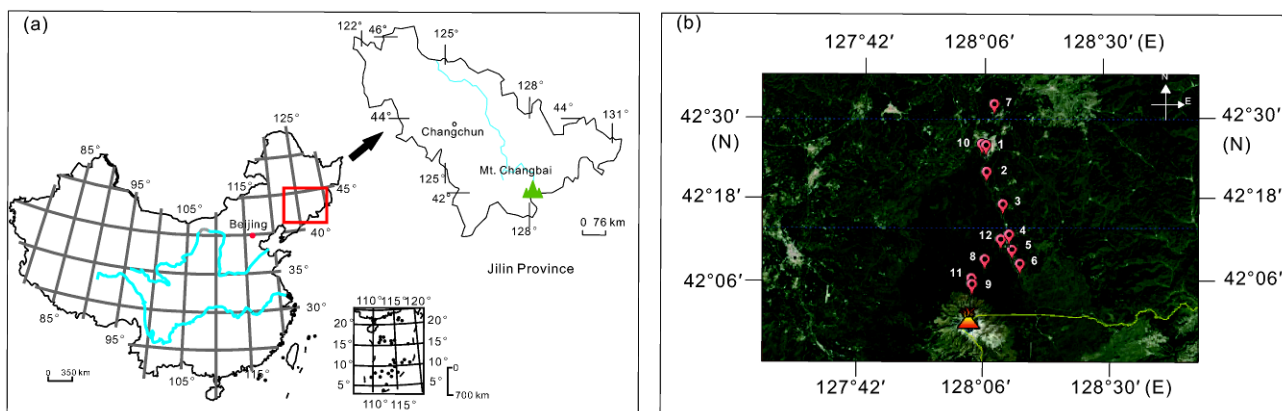 (a)
122° 46° 125°
128° 44° 131°
44°
Changchun
Mt. Changbai
125°
42°
128°
0 76 km
Jilin Province
125°
85°
95°
105°
115°
45°
Beijing
40°
35
30°
85°
95°
105°
115°
0 350 km
110° 115° 120°
20° 20°
15° 15°
10° 10°
5° 5°
110° 115°
0
700 km
(b)
127°42′ 128°06′ 128°30′ (E)
42°30′ 42°30′
(N) (N)
42°18′ 42°18′
42°06′ 42°06′
N
E
7
10 1
2
3
4
12
5
8 6
11
9
127°42′ 128°06′ 128°30′ (E)